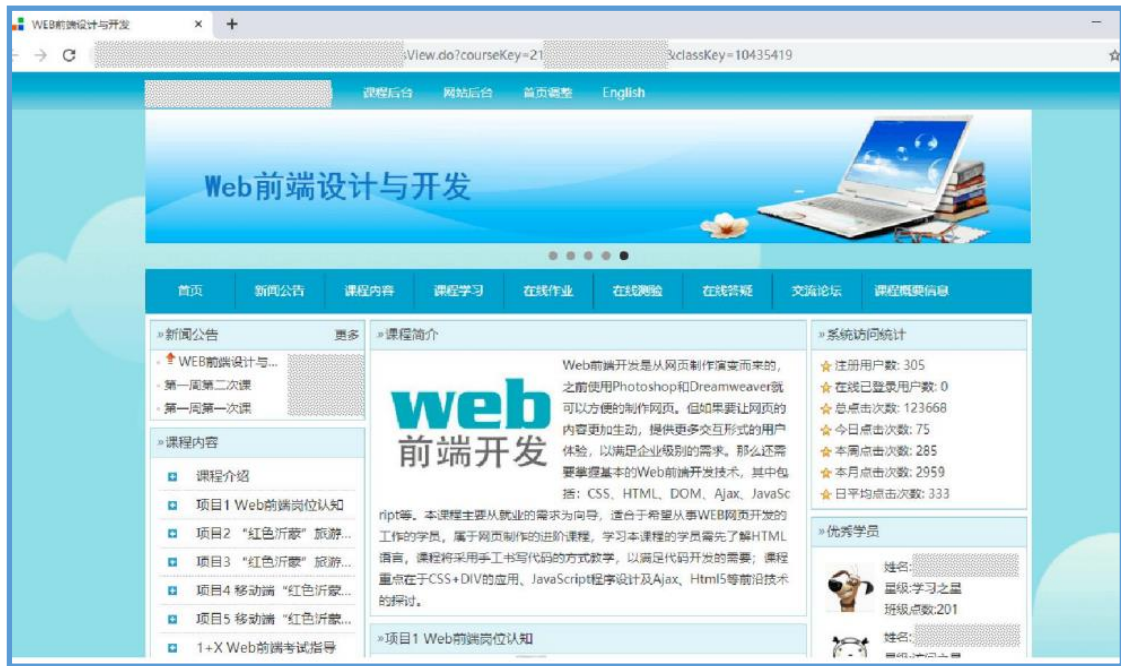 WEB前端设计与开发
View.do?courseKey=21
&classKey=10435419
课程后台 网站后台 首页调整 English
Web前端设计与开发
首页 新闻公告 课程内容 课程学习 在线作业 在线测验 在线答疑 交流论坛 课程概要信息
»新闻公告 更多
WEB前端设计与...
第一周第二次课
第一周第一次课
»课程内容
课程介绍
项目1 Web前端岗位认知
项目2 “红色沂蒙”旅游...
项目3 “红色沂蒙”旅游...
项目4 移动端“红色沂蒙...
项目5 移动端“红色沂蒙...
1+X Web前端考试指导
»课程简介
web
前端开发
Web前端开发是从网页制作演变而来的,
之前使用Photoshop和Dreamweaver就
可以方便的制作网页。但如果要让网页的
内容更加生动，提供更多交互形式的用户
体验，以满足企业级别的需求。那么还需
要掌握基本的Web前端开发技术，其中包
括：CSS、HTML、DOM、Ajax、JavaSc
ript等。本课程主要从就业的需求为向导，适合于希望从事WEB网页开发的
工作的学员，属于网页制作的进阶课程，学习本课程的学员需先了解HTML
语言，课程将采用手工书写代码的方式教学，以满足代码开发的需要；课程
重点在于CSS+DIV的应用、JavaScript程序设计及Ajax、Html5等前沿技术
的探讨。
»项目1 Web前端岗位认知
»系统访问统计
注册用户数: 305
在线已登录用户数: 0
总点击次数: 123668
今日点击次数: 75
本周点击次数: 285
本月点击次数: 2959
日平均点击次数: 333
»优秀学员
姓名:
星级:学习之星
班级点数:201
姓名:
星级:访问之星